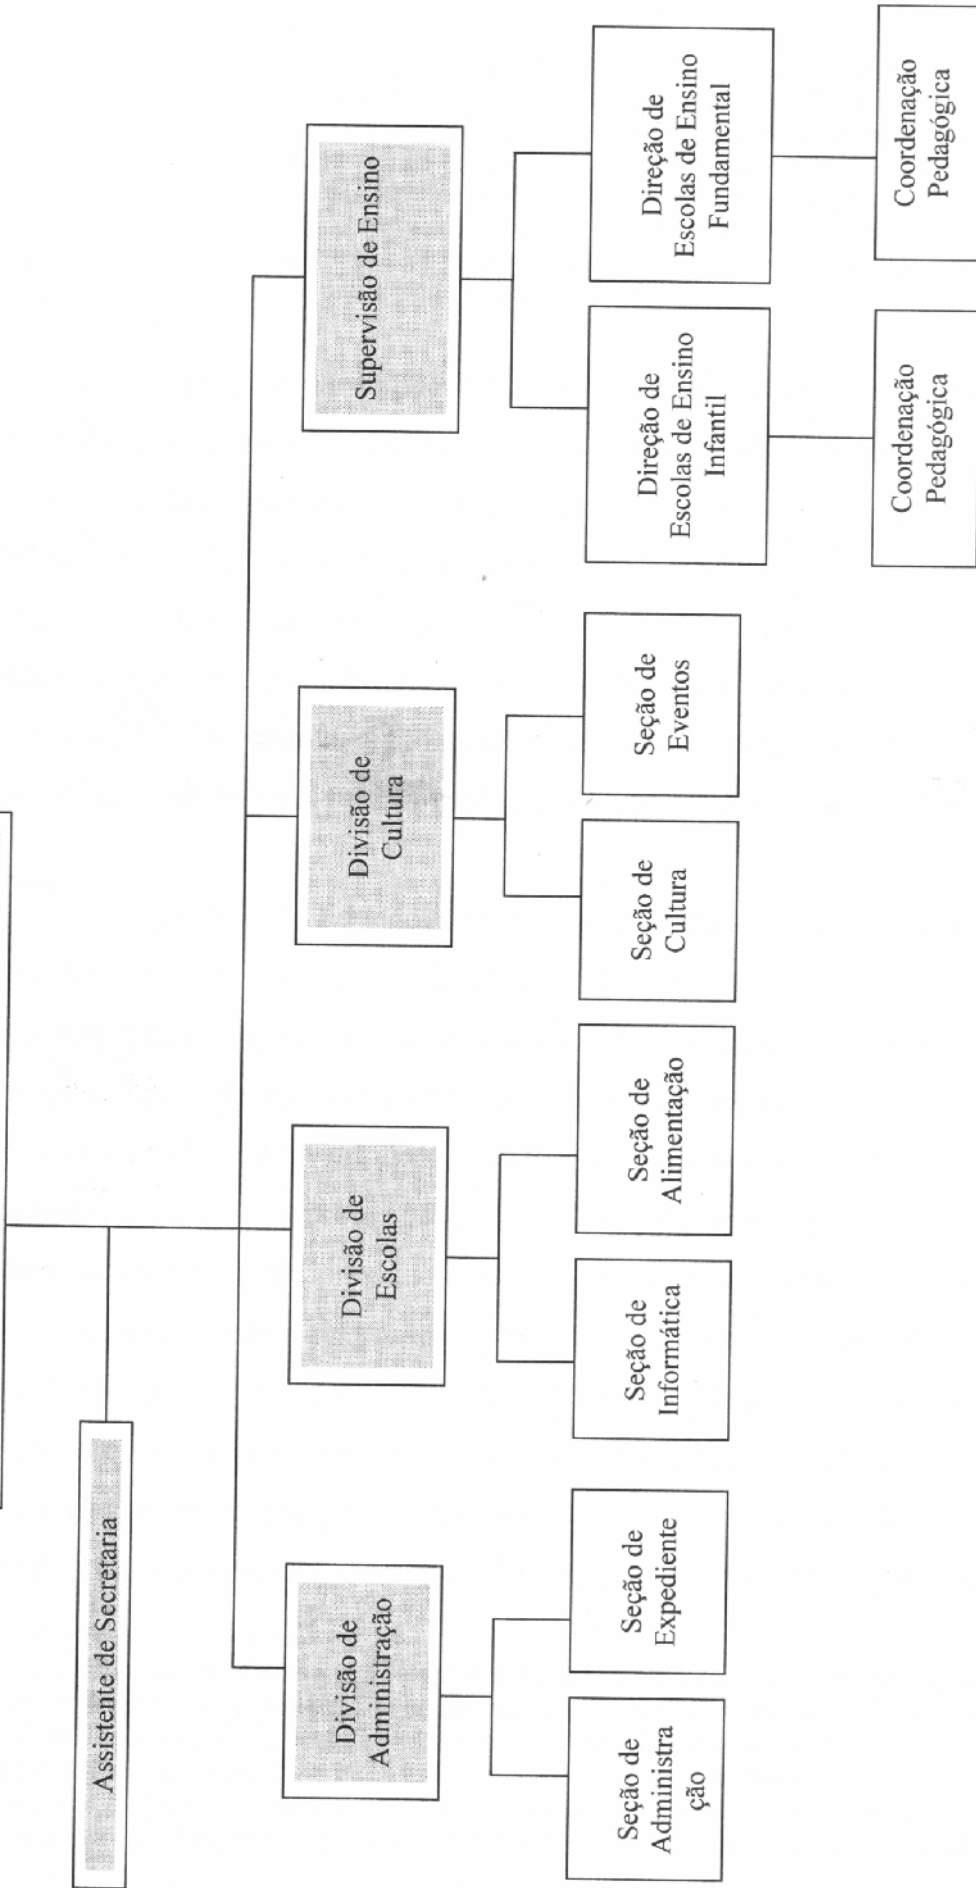 Assistente de Secretaria
Divisão de
Administração
Divisão de
Escolas
Divisão de
Cultura
Supervisão de Ensino
Seção de
Administra
ção
Seção de
Expediente
Seção de
Informática
Seção de
Alimentação
Seção de
Cultura
Seção de
Eventos
Direção de
Escolas de Ensino
Infantil
Direção de
Escolas de Ensino
Fundamental
Coordenação
Pedagógica
Coordenação
Pedagógica